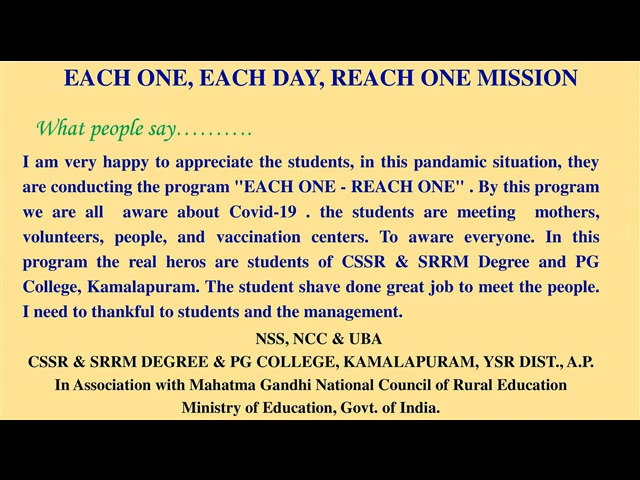 EACH ONE, EACH DAY, REACH ONE MISSION
What people say……….
I am very happy to appreciate the students, in this pandamic situation, they
are conducting the program "EACH ONE - REACH ONE" . By this program
we are all aware about Covid-19 . the students are meeting mothers,
volunteers, people, and vaccination centers. To aware everyone. In this
program the real heros are students of CSSR & SRRM Degree and PG
College, Kamalapuram. The student shave done great job to meet the people.
I need to thankful to students and the management.
NSS, NCC & UBA
CSSR & SRRM DEGREE & PG COLLEGE, KAMALAPURAM, YSR DIST., A.P.
In Association with Mahatma Gandhi National Council of Rural Education
Ministry of Education, Govt. of India.